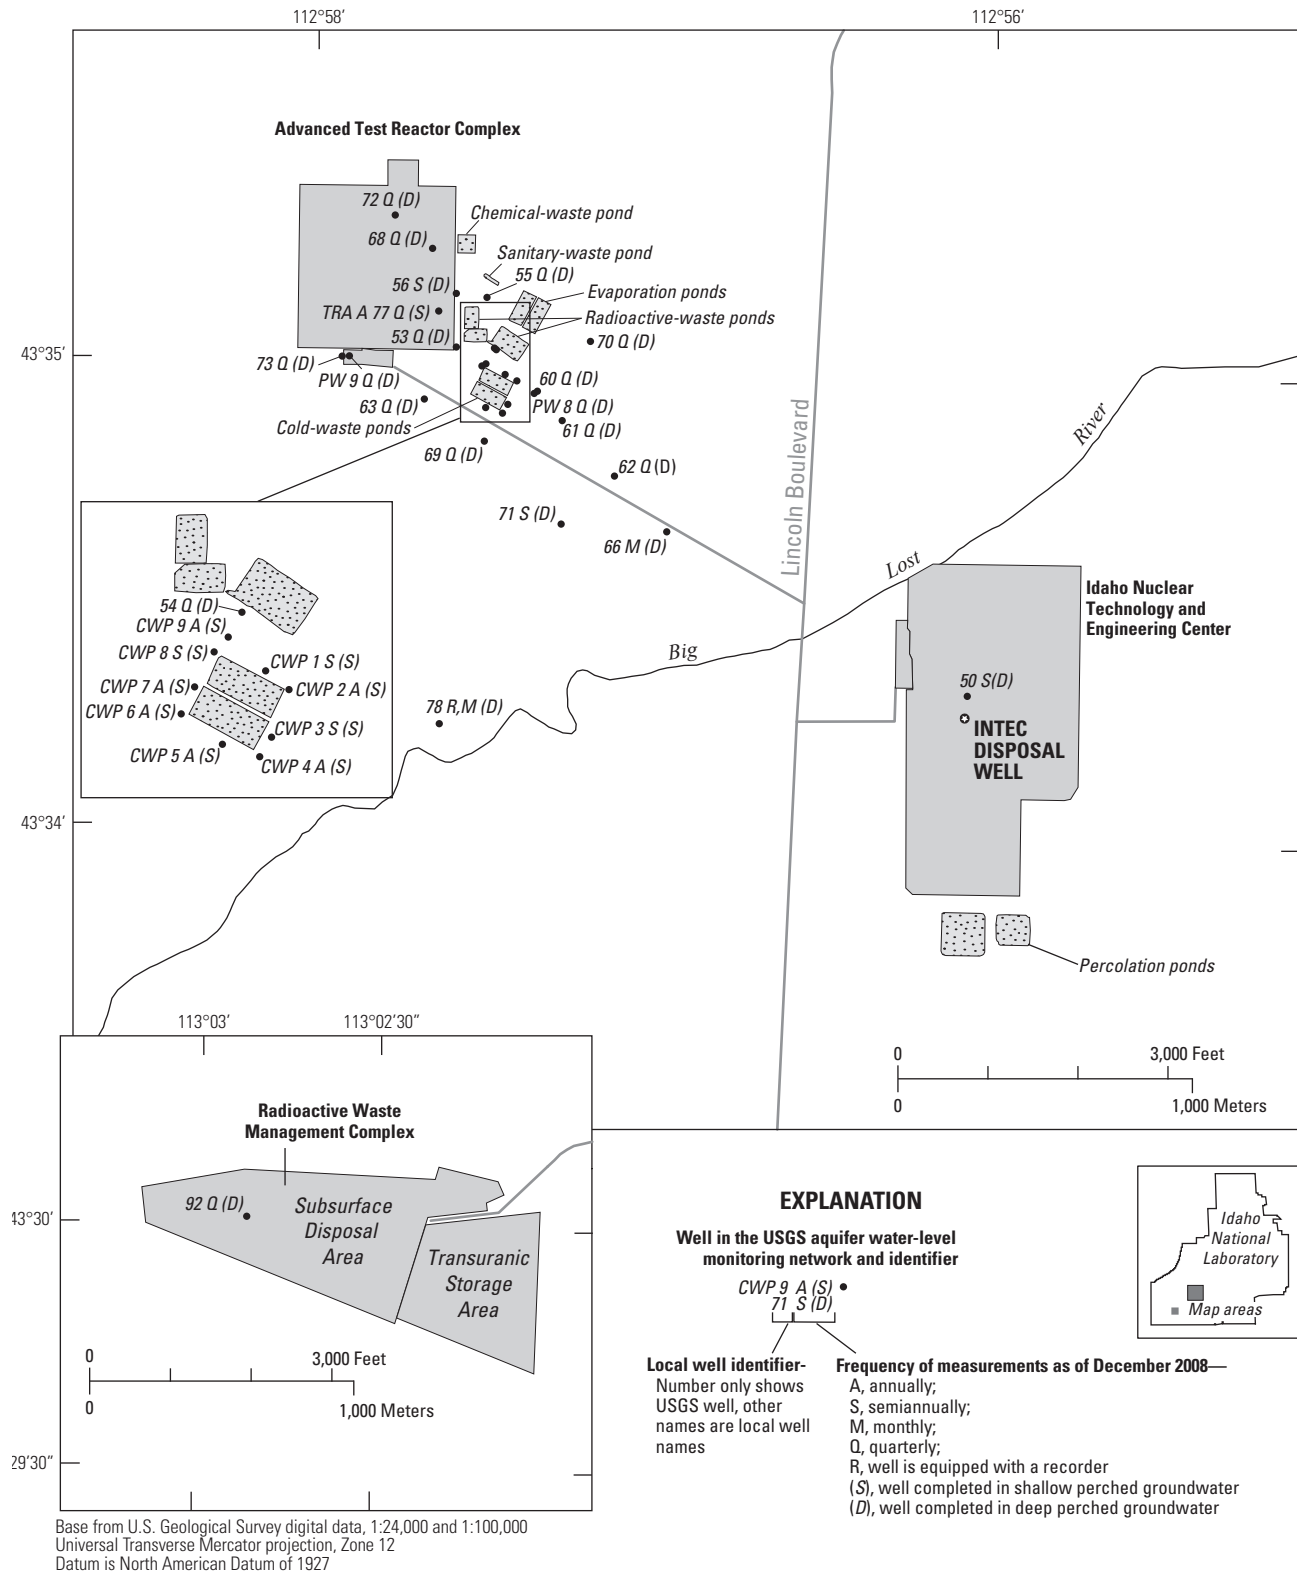 112°58'
112°56'
Advanced Test Reactor Complex
72 Q (D)
Chemical-waste pond
68 Q (D)
Sanitary-waste pond
56 S (D)
55 Q (D)
Evaporation ponds
TRA A 77 Q (S)
Radioactive-waste ponds
53 Q (D)
70 Q (D)
43°35'
73 Q (D)
PW 9 Q (D)
60 Q (D)
63 Q (D)
PW 8 Q (D)
Cold-waste ponds
61 Q (D)
69 Q (D)
62 Q (D)
71 S (D)
66 M (D)
Lincoln Boulevard
River
Lost
Big
54 Q (D)
CWP 9 A (S)
CWP 8 S (S)
CWP 1 S (S)
CWP 7 A (S)
CWP 2 A (S)
CWP 6 A (S)
CWP 3 S (S)
CWP 5 A (S)
CWP 4 A (S)
78 R,M (D)
Idaho Nuclear
Technology and
Engineering Center
50 S(D)
INTEC
DISPOSAL
WELL
43°34'
Percolation ponds
113°03'
113°02'30"
0
3,000 Feet
0
1,000 Meters
Radioactive Waste
Management Complex
92 Q (D)
Subsurface
Disposal
Area
43°30'
Transuranic
Storage
Area
0
3,000 Feet
0
1,000 Meters
29'30"
EXPLANATION
Well in the USGS aquifer water-level
monitoring network and identifier
CWP 9 A (S)
71 S (D)
Local well identifier-
Number only shows
USGS well, other
names are local well
names
Frequency of measurements as of December 2008—
A, annually;
S, semiannually;
M, monthly;
Q, quarterly;
R, well is equipped with a recorder
(S), well completed in shallow perched groundwater
(D), well completed in deep perched groundwater
Idaho
National
Laboratory
Map areas
Base from U.S. Geological Survey digital data, 1:24,000 and 1:100,000
Universal Transverse Mercator projection, Zone 12
Datum is North American Datum of 1927